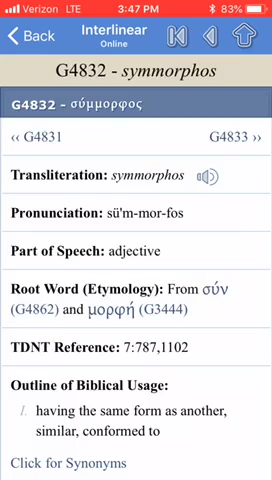 Verizon LTE 3:47 PM 83%
Back Interlinear
Online
G4832 - symmorphos
G4832 - σύμμορφος
‹‹ G4831 G4833 ››
Transliteration: symmorphos
Pronunciation: sü'm-mor-fos
Part of Speech: adjective
Root Word (Etymology): From σύν
(G4862) and μορφή (G3444)
TDNT Reference: 7:787,1102
Outline of Biblical Usage:
I. having the same form as another,
similar, conformed to
Click for Synonyms